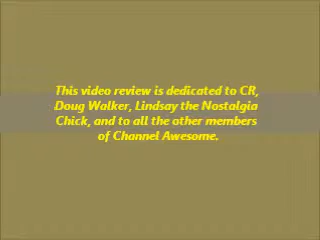 This video review is dedicated to CR,
Doug Walker, Lindsay the Nostalgia
Chick, and to all the other members
of Channel Awesome.